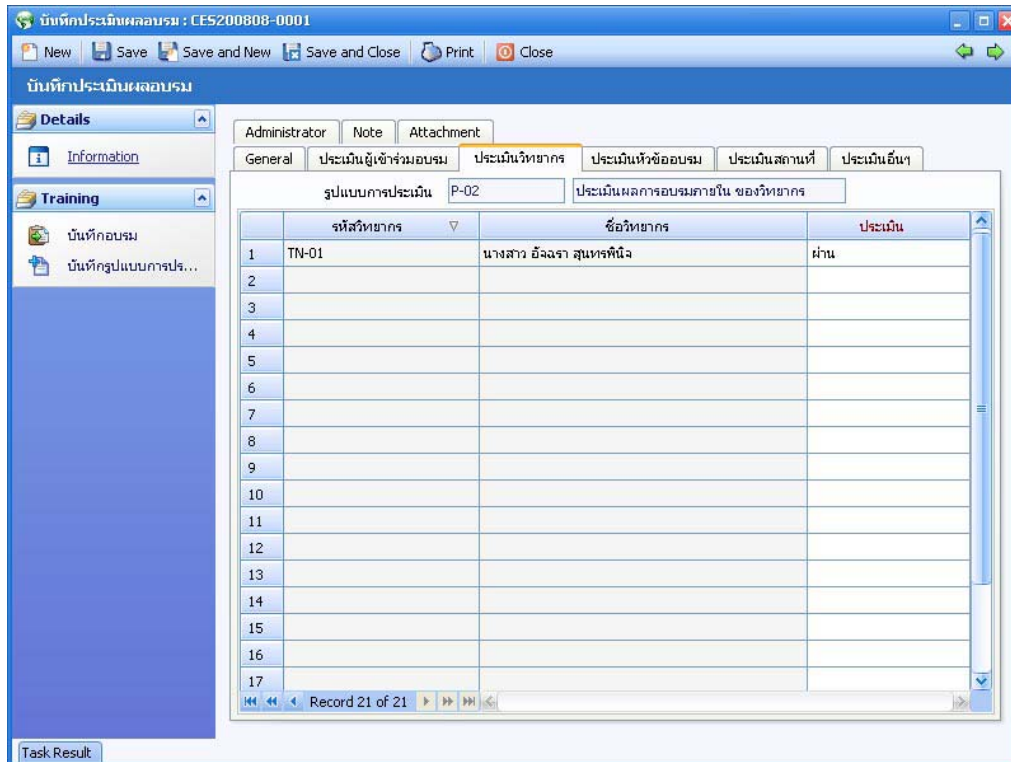 บันทึกประเมินผลอบรม : CES200808-0001
New Save Save and New Save and Close Print Close
บันทึกประเมินผลอบรม
Details
Information
Training
บันทึกอบรม
บันทึกรูปแบบการปร...
Administrator Note Attachment
General ประเมินผู้เข้าร่วมอบรม ประเมินวิทยากร ประเมินหัวข้ออบรม ประเมินสถานที่ ประเมินอื่นๆ
รูปแบบการประเมิน P-02 ประเมินผลการอบรมภายใน ของวิทยากร
รหัสวิทยากร ชื่อวิทยากร ประเมิน
1 TN-01 นางสาว อัจฉรา สุนทรพินิจ ผ่าน
2
3
4
5
6
7
8
9
10
11
12
13
14
15
16
17
Record 21 of 21
Task Result